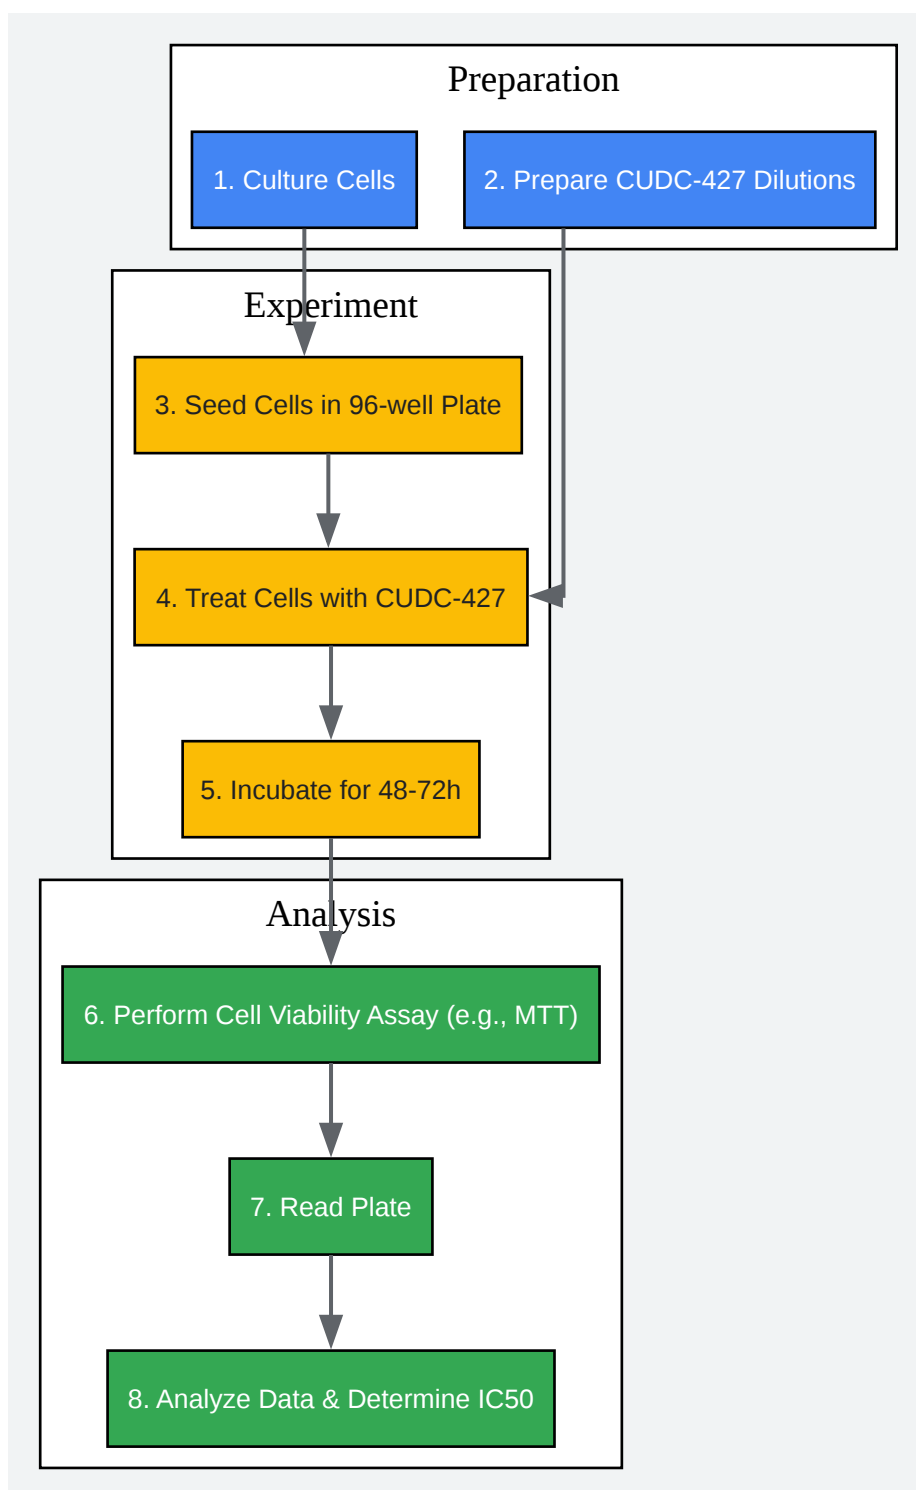 Preparation
1. Culture Cells
2. Prepare CUDC-427 Dilutions
Experiment
3. Seed Cells in 96-well Plate
4. Treat Cells with CUDC-427
5. Incubate for 48-72h
Analysis
6. Perform Cell Viability Assay (e.g., MTT)
7. Read Plate
8. Analyze Data & Determine IC50